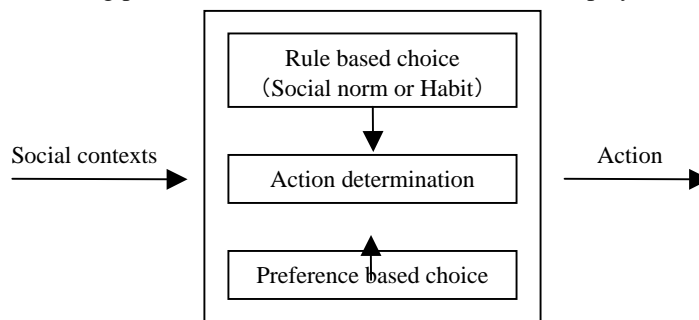 Rule based choice
（Social norm or Habit）
Social contexts
Action determination
Action
Preference based choice